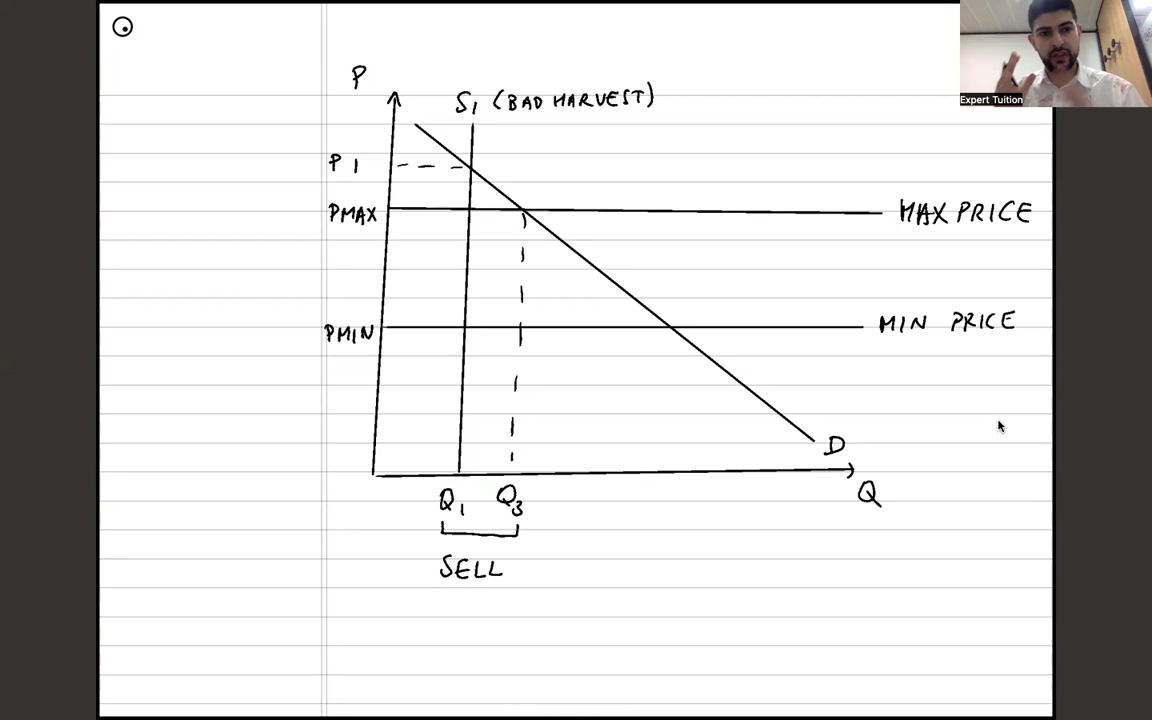 Expert Tuition
P
S1 (BAD HARVEST)
P1
PMAX
MAX PRICE
PMIN
MIN PRICE
D
Q1 Q3
Q
SELL